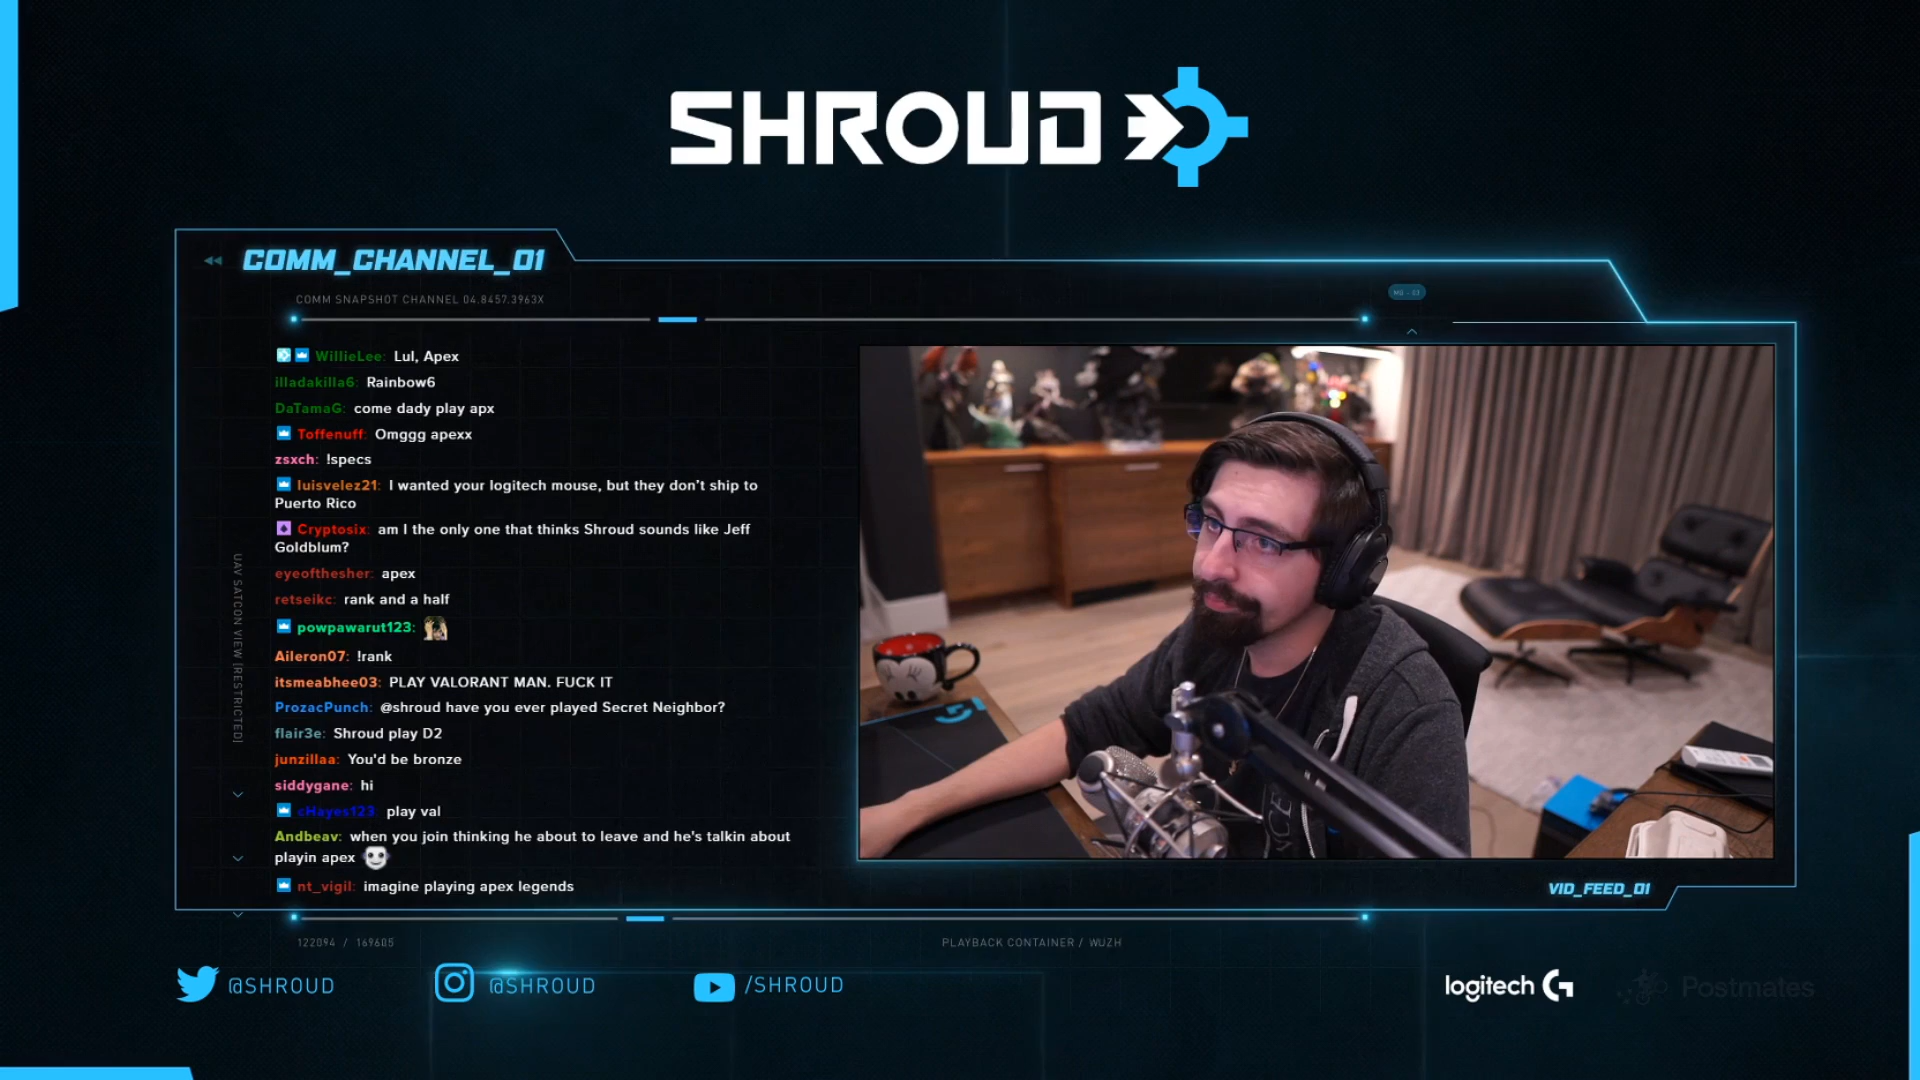 SHROUD
COMM_CHANNEL_01
COMM SNAPSHOT CHANNEL 04.8457.3963X
MG - 03
WillieLee: Lul, Apex
illadakilla6: Rainbow6
DaTamaG: come dady play apx
Toffenuff: Omggg apexx
zsxch: !specs
luisvelez21: I wanted your logitech mouse, but they don't ship to
Puerto Rico
Cryptosix: am I the only one that thinks Shroud sounds like Jeff
Goldblum?
eyeofthesher: apex
retseikc: rank and a half
powpawarut123:
Aileron07: !rank
itsmeabhee03: PLAY VALORANT MAN. FUCK IT
ProzacPunch: @shroud have you ever played Secret Neighbor?
flair3e: Shroud play D2
junzillaa: You'd be bronze
siddygane: hi
cHayes123: play val
Andbeav: when you join thinking he about to leave and he's talkin about
playin apex
nt_vigil: imagine playing apex legends
UAV SATCON VIEW [RESTRICTED]
VID_FEED_01
122094 / 169605
PLAYBACK CONTAINER / WUZH
@SHROUD
@SHROUD
/SHROUD
logitech G
Postmates